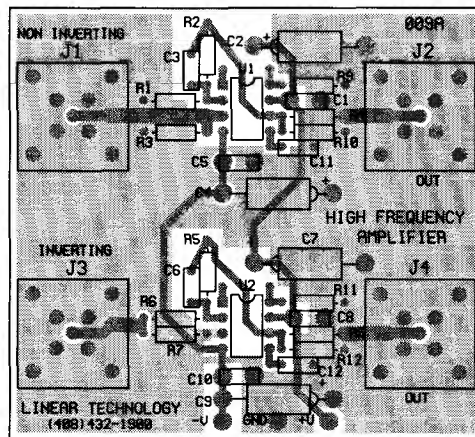 R2
C2
009A
NON INVERTING
J1
C3
U1
J2
R1
R9
C1
R3
R10
C5
C11
C4
OUT
HIGH FREQUENCY
AMPLIFIER
INVERTING
J3
R5
C7
J4
C6
U2
R11
R6
C8
R7
R12
C10
C12
C9
OUT
LINEAR TECHNOLOGY
(408)432-1900
-V GND +V